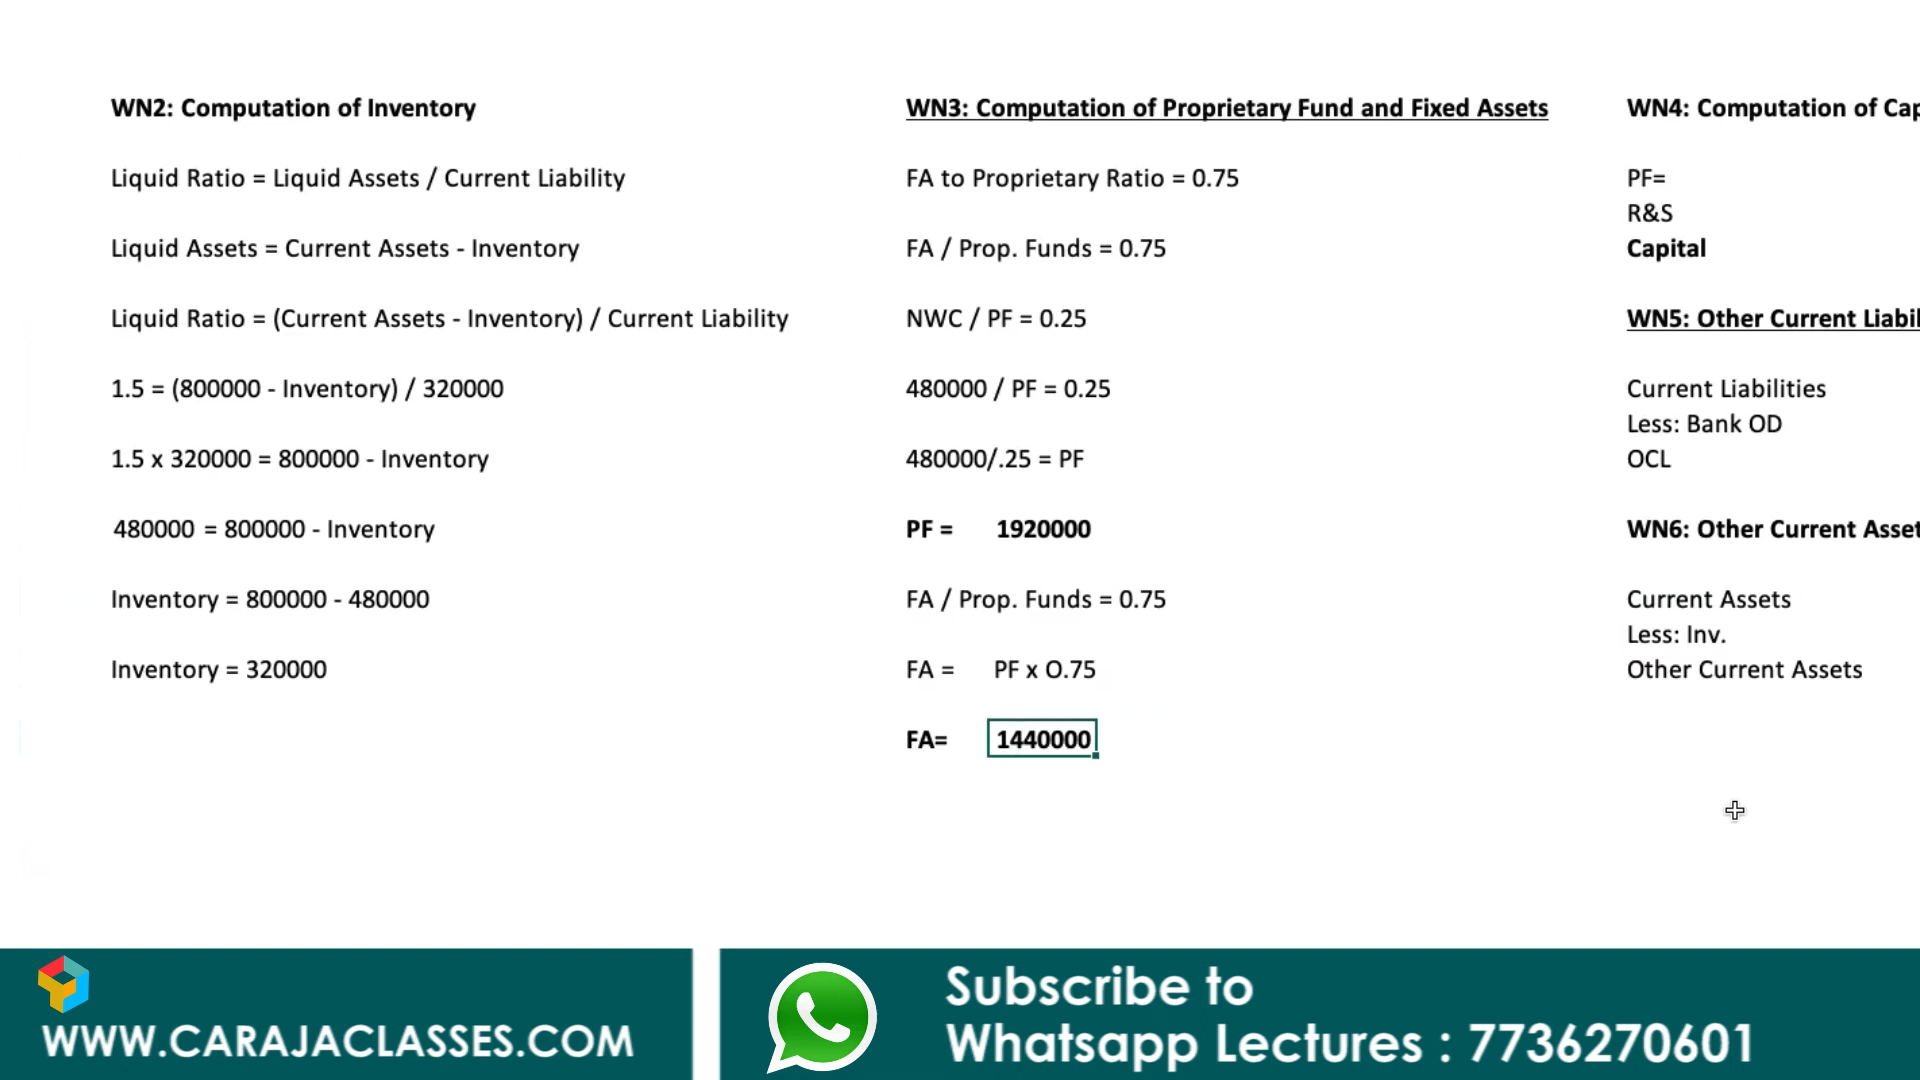 WN2: Computation of Inventory
Liquid Ratio = Liquid Assets / Current Liability
Liquid Assets = Current Assets - Inventory
Liquid Ratio = (Current Assets - Inventory) / Current Liability
1.5 = (800000 - Inventory) / 320000
1.5 x 320000 = 800000 - Inventory
480000 = 800000 - Inventory
Inventory = 800000 - 480000
Inventory = 320000
WN3: Computation of Proprietary Fund and Fixed Assets
FA to Proprietary Ratio = 0.75
FA / Prop. Funds = 0.75
NWC / PF = 0.25
480000 / PF = 0.25
480000/.25 = PF
PF = 1920000
FA / Prop. Funds = 0.75
FA = PF x O.75
FA= 1440000
WN4: Computation of Cap
PF=
R&S
Capital
WN5: Other Current Liabil
Current Liabilities
Less: Bank OD
OCL
WN6: Other Current Asset
Current Assets
Less: Inv.
Other Current Assets
WWW.CARAJACLASSES.COM
Subscribe to
Whatsapp Lectures : 7736270601